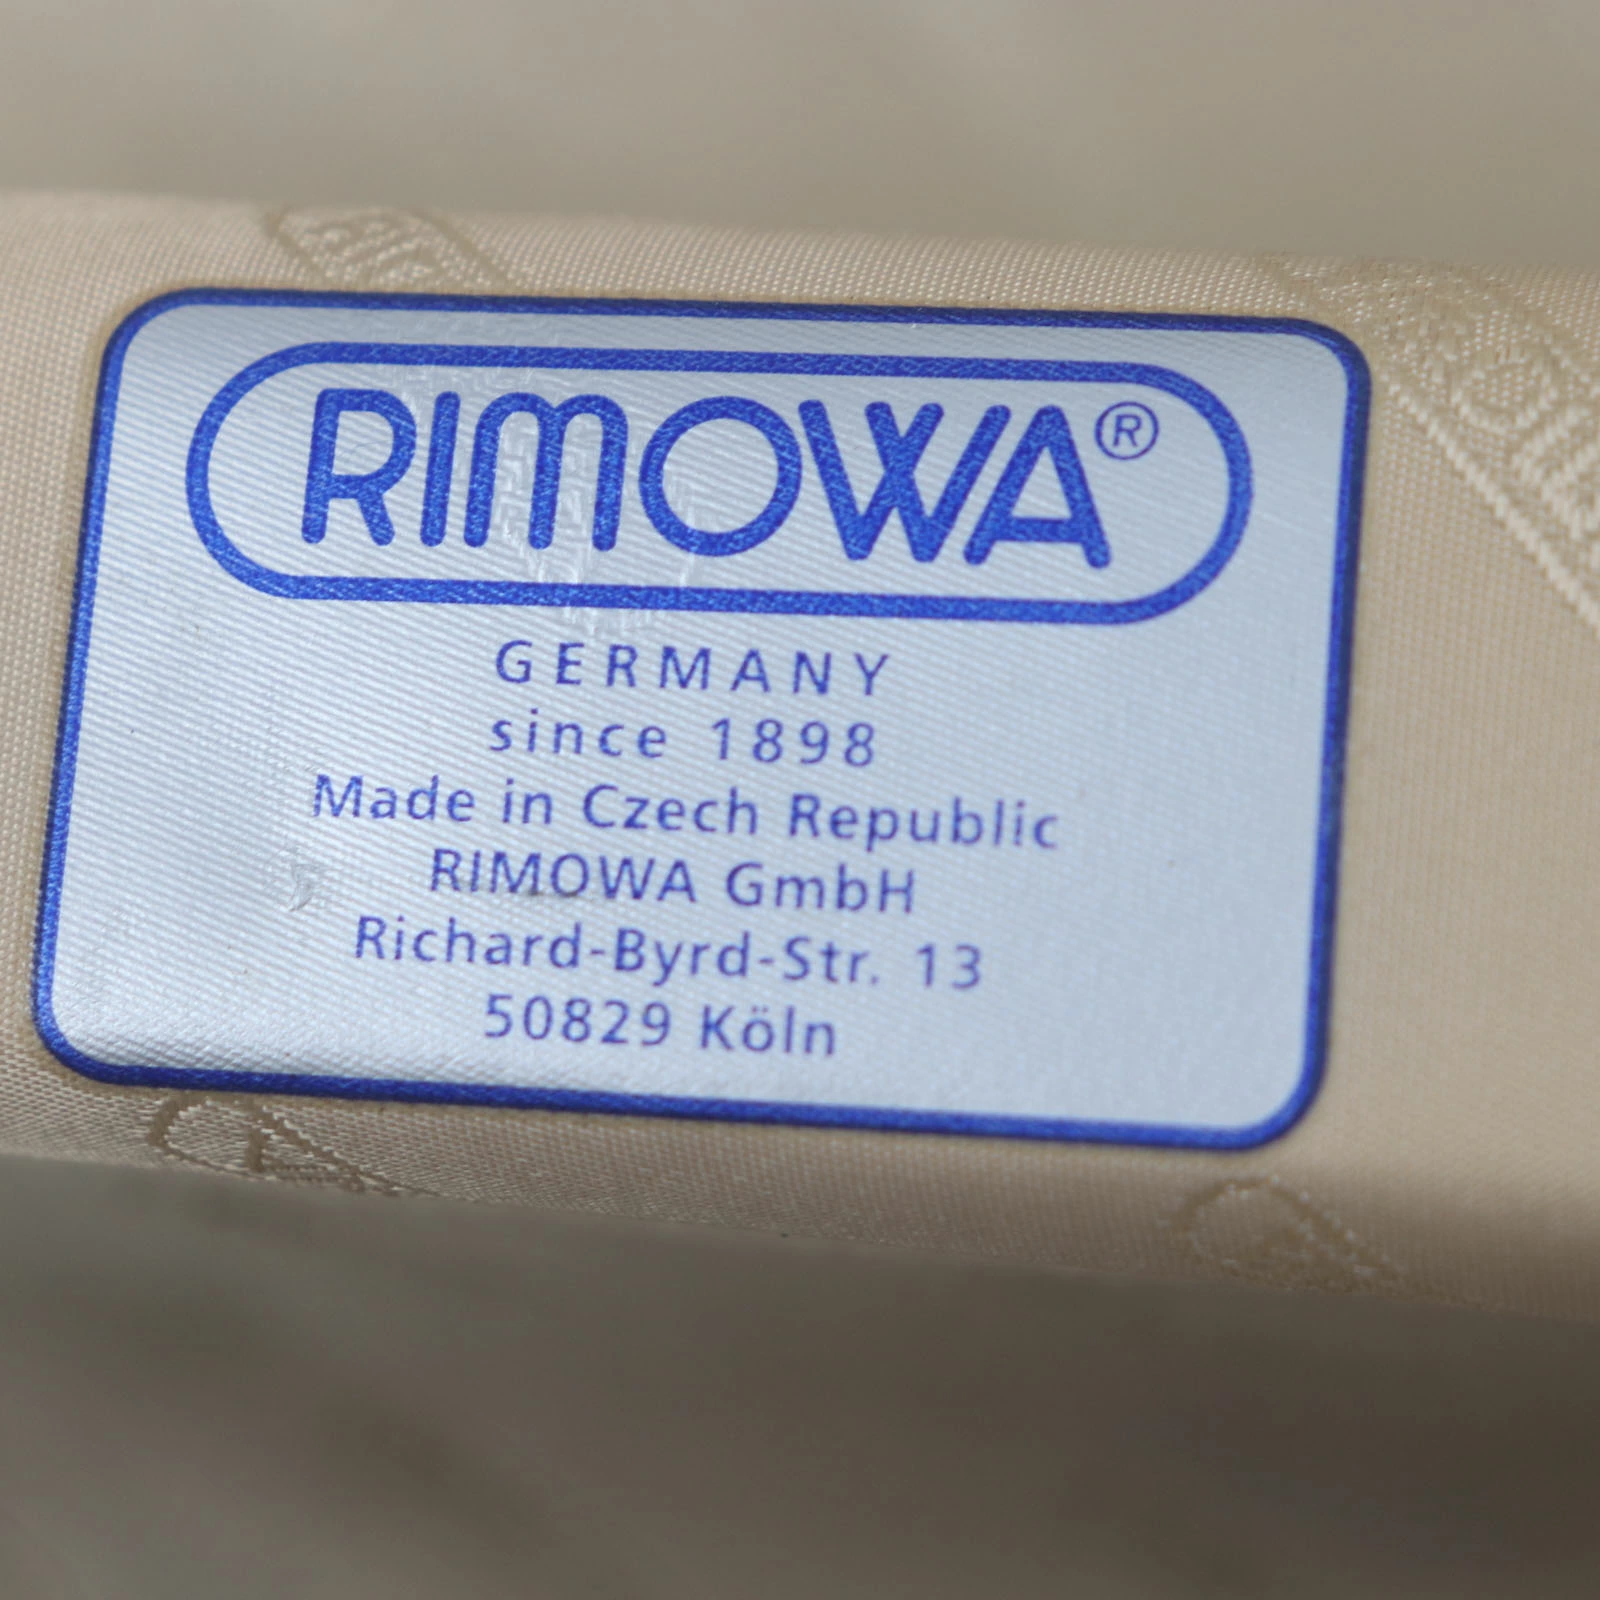 RIMOWA®
GERMANY
since 1898
Made in Czech Republic
RIMOWA GmbH
Richard-Byrd-Str. 13
50829 Köln